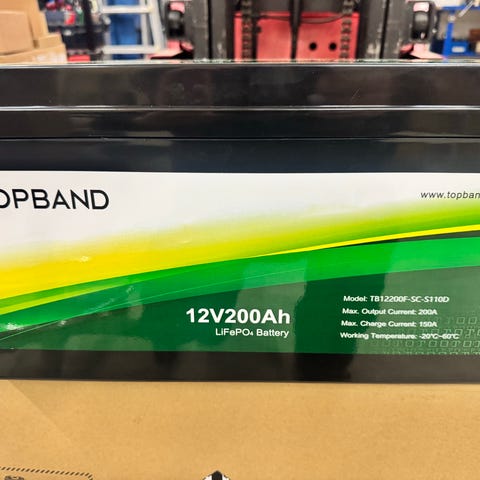 OPBAND
www.topban
12V200Ah
LiFePO₄ Battery
Model: TB12200F-SC-S110D
Max. Output Current: 200A
Max. Charge Current: 150A
Working Temperature: -20℃~60℃